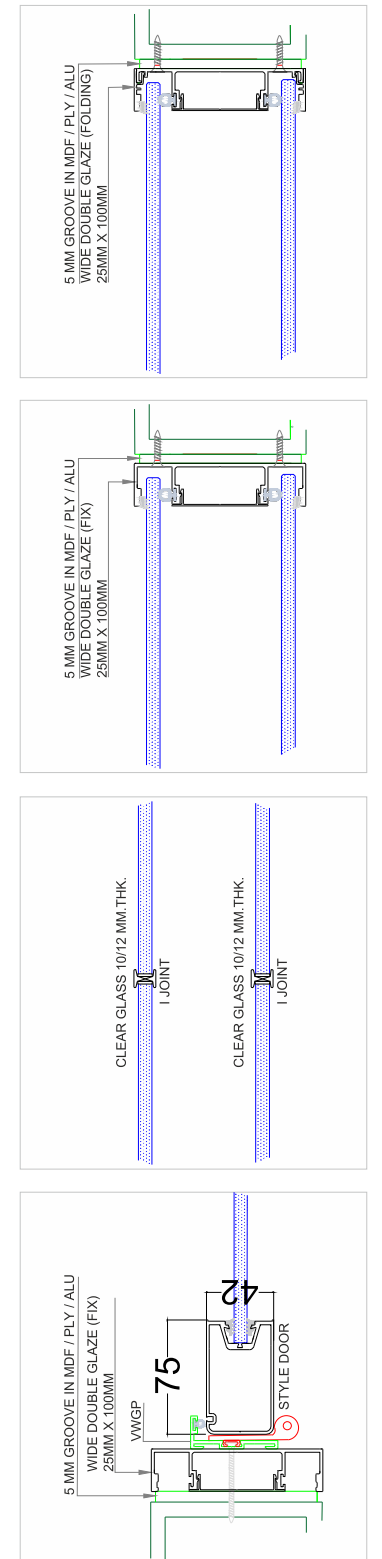 5 MM GROOVE IN MDF / PLY / ALU
WIDE DOUBLE GLAZE (FOLDING)
25MM X 100MM
5 MM GROOVE IN MDF / PLY / ALU
WIDE DOUBLE GLAZE (FIX)
25MM X 100MM
CLEAR GLASS 10/12 MM.THK.
I JOINT
CLEAR GLASS 10/12 MM.THK.
I JOINT
5 MM GROOVE IN MDF / PLY / ALU
WIDE DOUBLE GLAZE (FIX)
25MM X 100MM
VWGP
75
42
STYLE DOOR